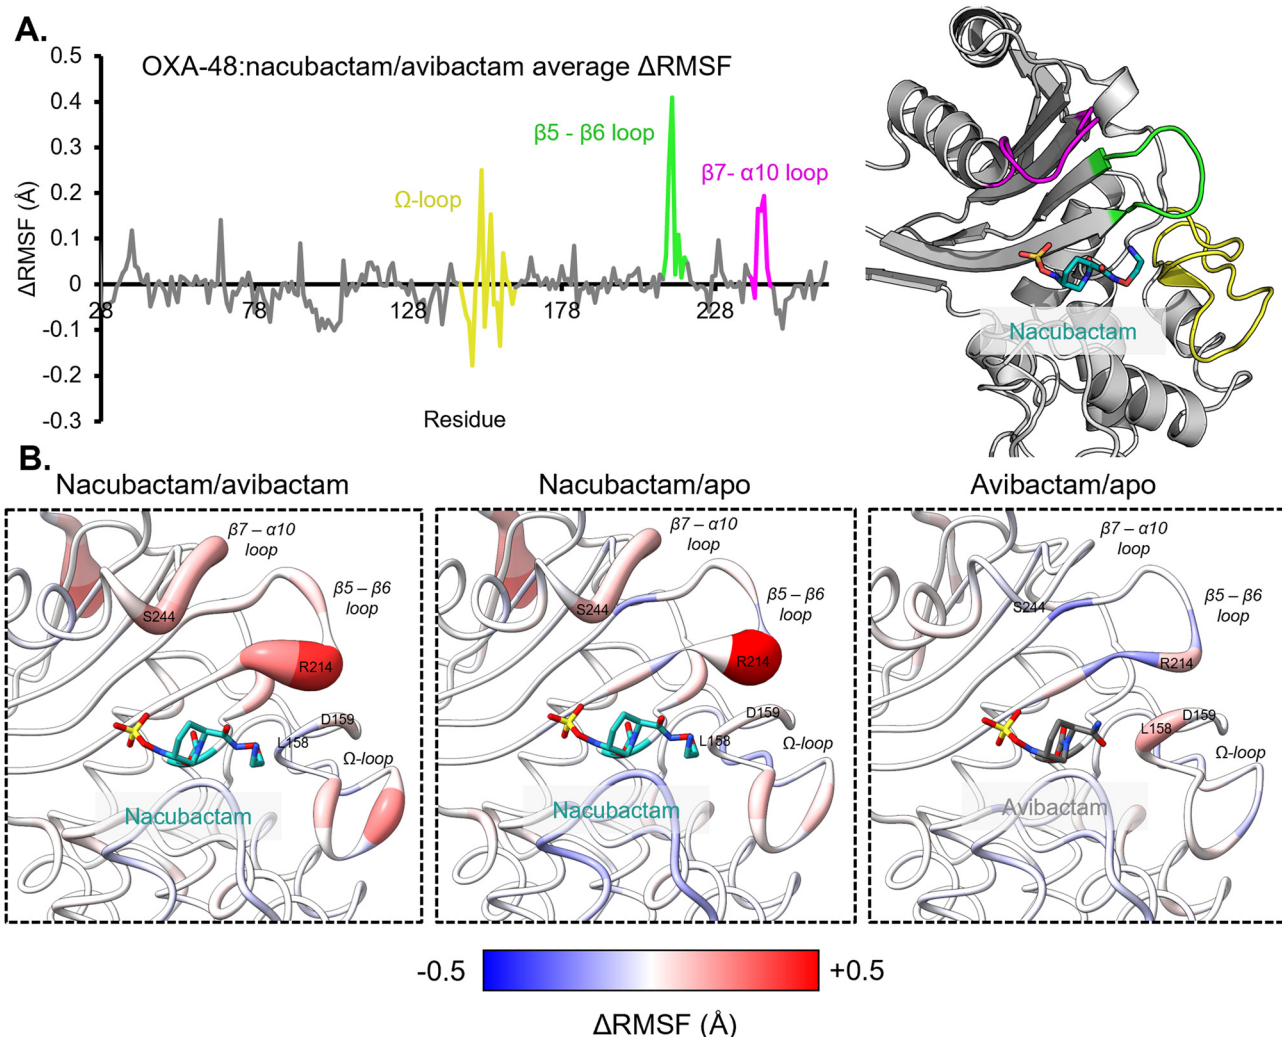 A.
OXA-48:nacubactam/avibactam average ΔRMSF
0.5
0.4
0.3
0.2
0.1
0
-0.1
-0.2
-0.3
ΔRMSF (Å)
28
78
128
178
228
Residue
Ω-loop
β5 - β6 loop
β7- α10 loop
Nacubactam
B.
Nacubactam/avibactam
β7 – α10
loop
β5 – β6
loop
S244
R214
D159
L158
Ω-loop
Nacubactam
Nacubactam/apo
β7 – α10
loop
β5 – β6
loop
S244
R214
D159
L158
Ω-loop
Nacubactam
Avibactam/apo
β7 – α10
loop
β5 – β6
loop
S244
R214
D159
L158
Ω-loop
Avibactam
-0.5
+0.5
ΔRMSF (Å)